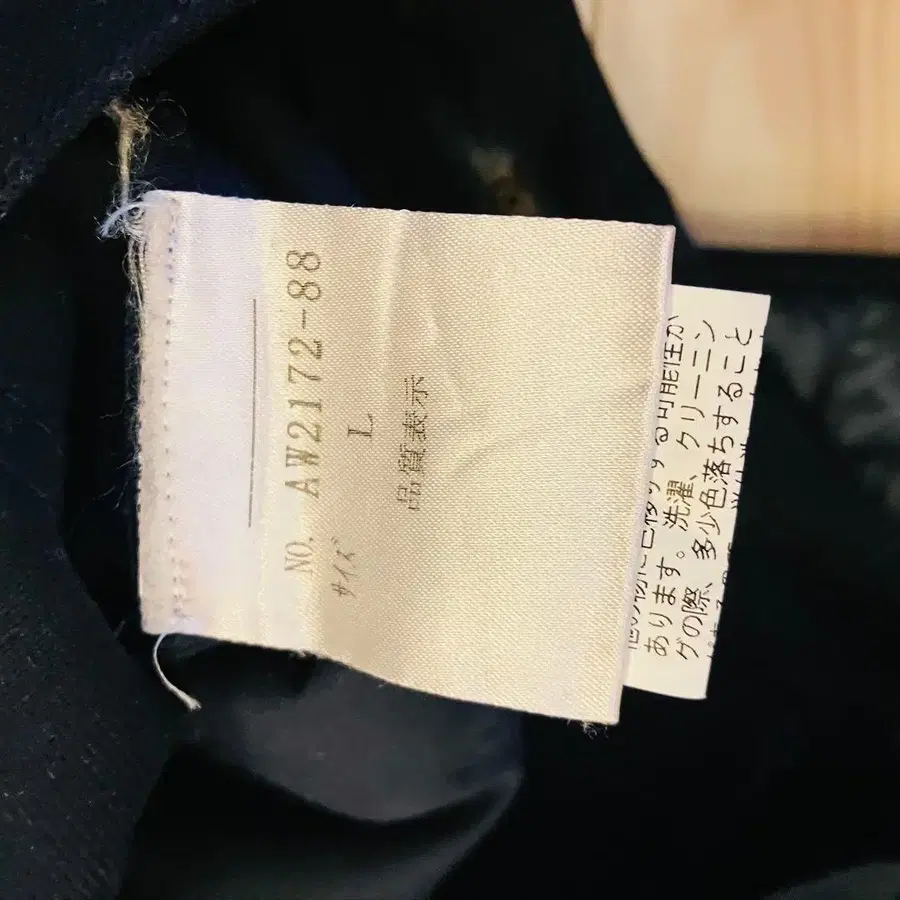 NO. AW2172-88
サイズ L
品質表示
あります。洗濯、クリーニン
グの際、多少色落ちすること